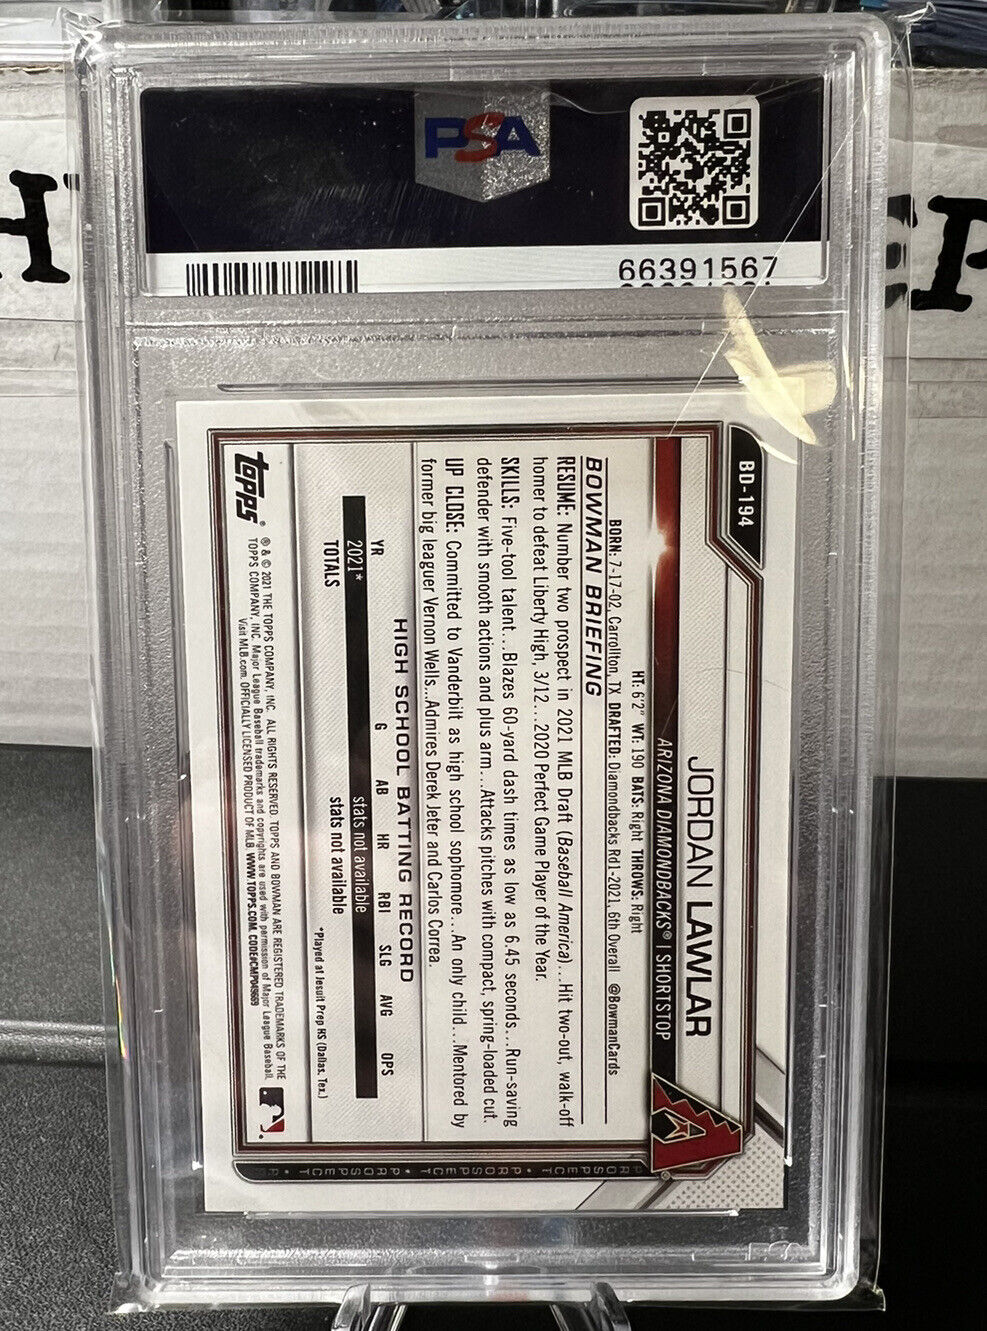 PSA
66391567
BD-194
JORDAN LAWLAR
ARIZONA DIAMONDBACKS® | SHORTSTOP
HT: 6'2" WT: 190 BATS: Right THROWS: Right
BORN: 7-17-02, Carrollton, TX DRAFTED: Diamondbacks Rd1-2021, 6th Overall @BowmanCards
BOWMAN BRIEFING
RESUME: Number two prospect in 2021 MLB Draft (Baseball America)...Hit two-out, walk-off
homer to defeat Liberty High, 3/12...2020 Perfect Game Player of the Year.
SKILLS: Five-tool talent...Blazes 60-yard dash times as low as 6.45 seconds...Run-saving
defender with smooth actions and plus arm...Attacks pitches with compact, spring-loaded cut.
UP CLOSE: Committed to Vanderbilt as high school sophomore...An only child...Mentored by
former big league Vernon Wells...Admires Derek Jeter and Carlos Correa.
HIGH SCHOOL BATTING RECORD
YR G AB HR RBI SLG AVG OPS
2021* stats not available
TOTALS stats not available
*Played at Jesuit Prep HS (Dallas, Tex.)
topps®
® & © 2021 THE TOPPS COMPANY, INC. ALL RIGHTS RESERVED. TOPPS AND BOWMAN ARE REGISTERED TRADEMARKS OF THE
TOPPS COMPANY, INC. Major League Baseball trademarks and copyrights are used with permission of Major League Baseball.
Visit MLB.com. OFFICIALLY LICENSED PRODUCT OF MLB. WWW.TOPPS.COM. CODE#CMP049669